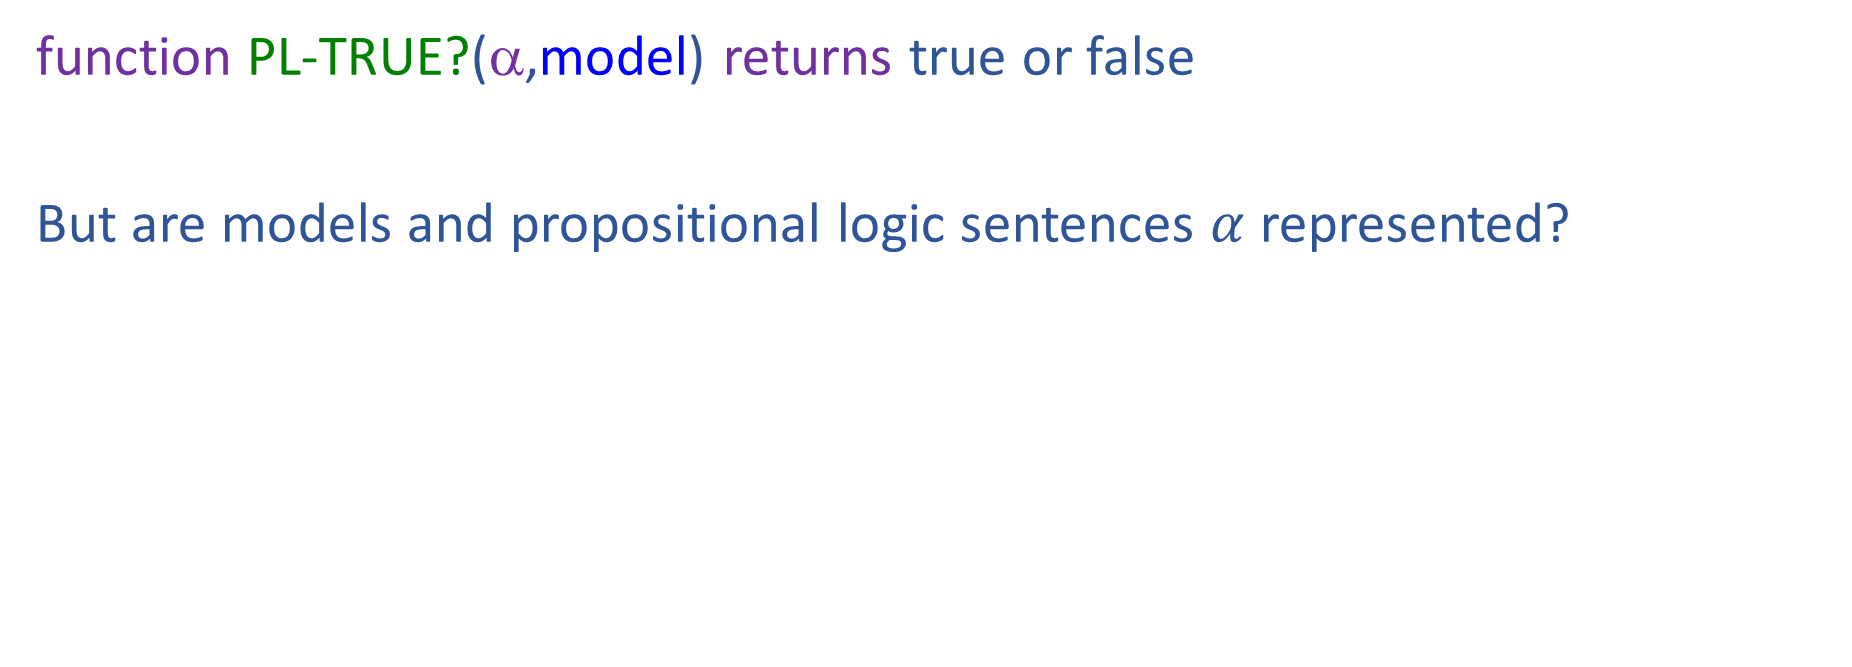 function PL-TRUE?(α,model) returns true or false
But are models and propositional logic sentences 𝛼 represented?